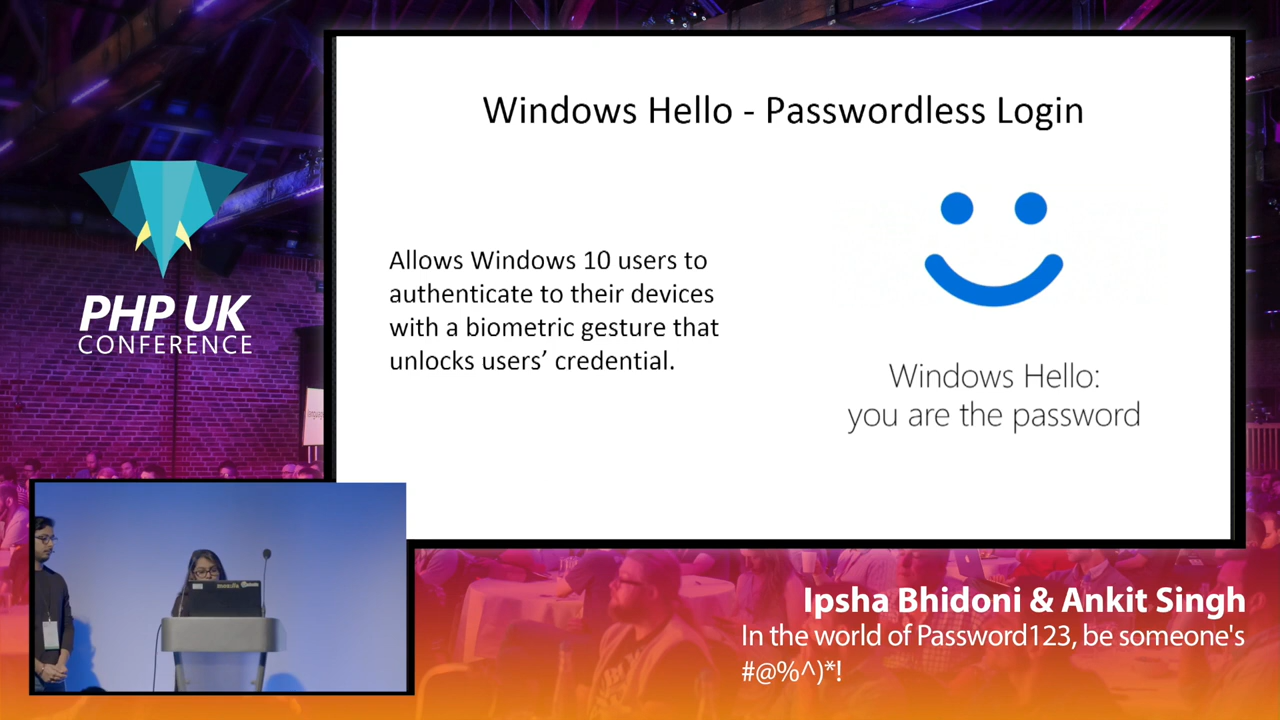 Windows Hello - Passwordless Login
Allows Windows 10 users to
authenticate to their devices
with a biometric gesture that
unlocks users’ credential.
Windows Hello:
you are the password
PHP UK
CONFERENCE
mozilla
Ipsha Bhidoni & Ankit Singh
In the world of Password123, be someone's
#@%^)*!